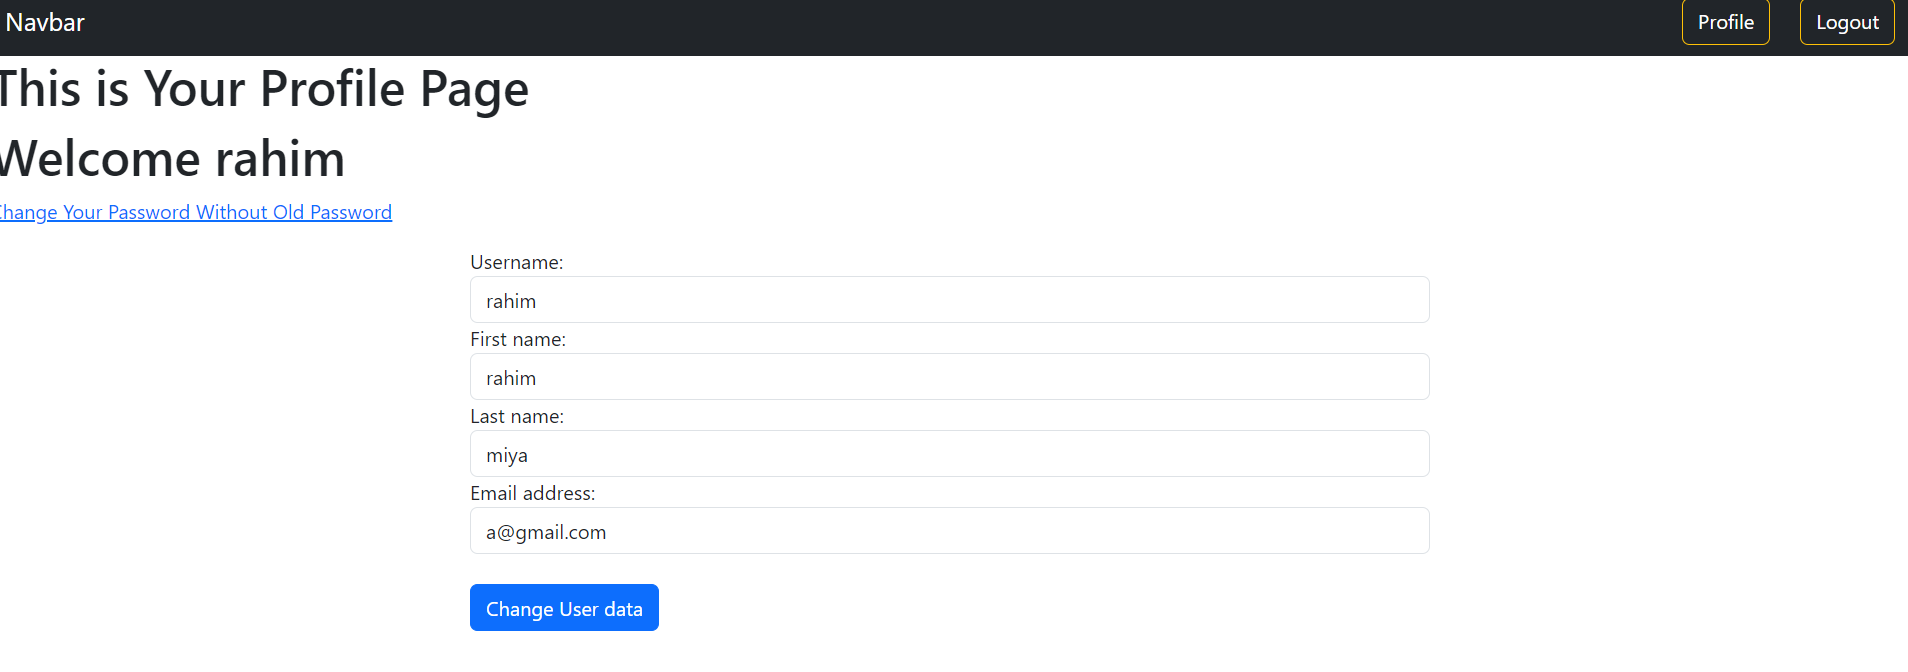 Navbar Profile Logout
This is Your Profile Page
Welcome rahim
Change Your Password Without Old Password
Username:
rahim
First name:
rahim
Last name:
miya
Email address:
a@gmail.com
Change User data